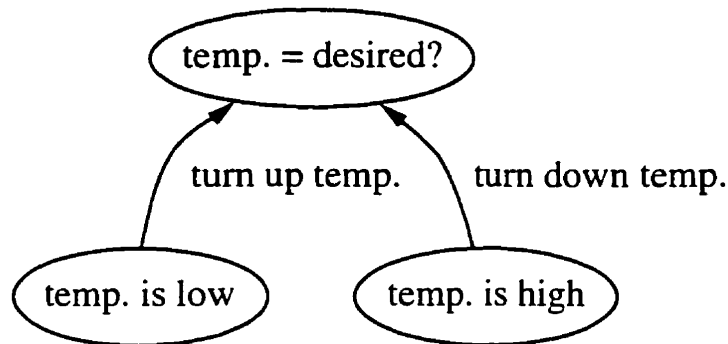 temp. = desired?
turn up temp.
turn down temp.
temp. is low
temp. is high